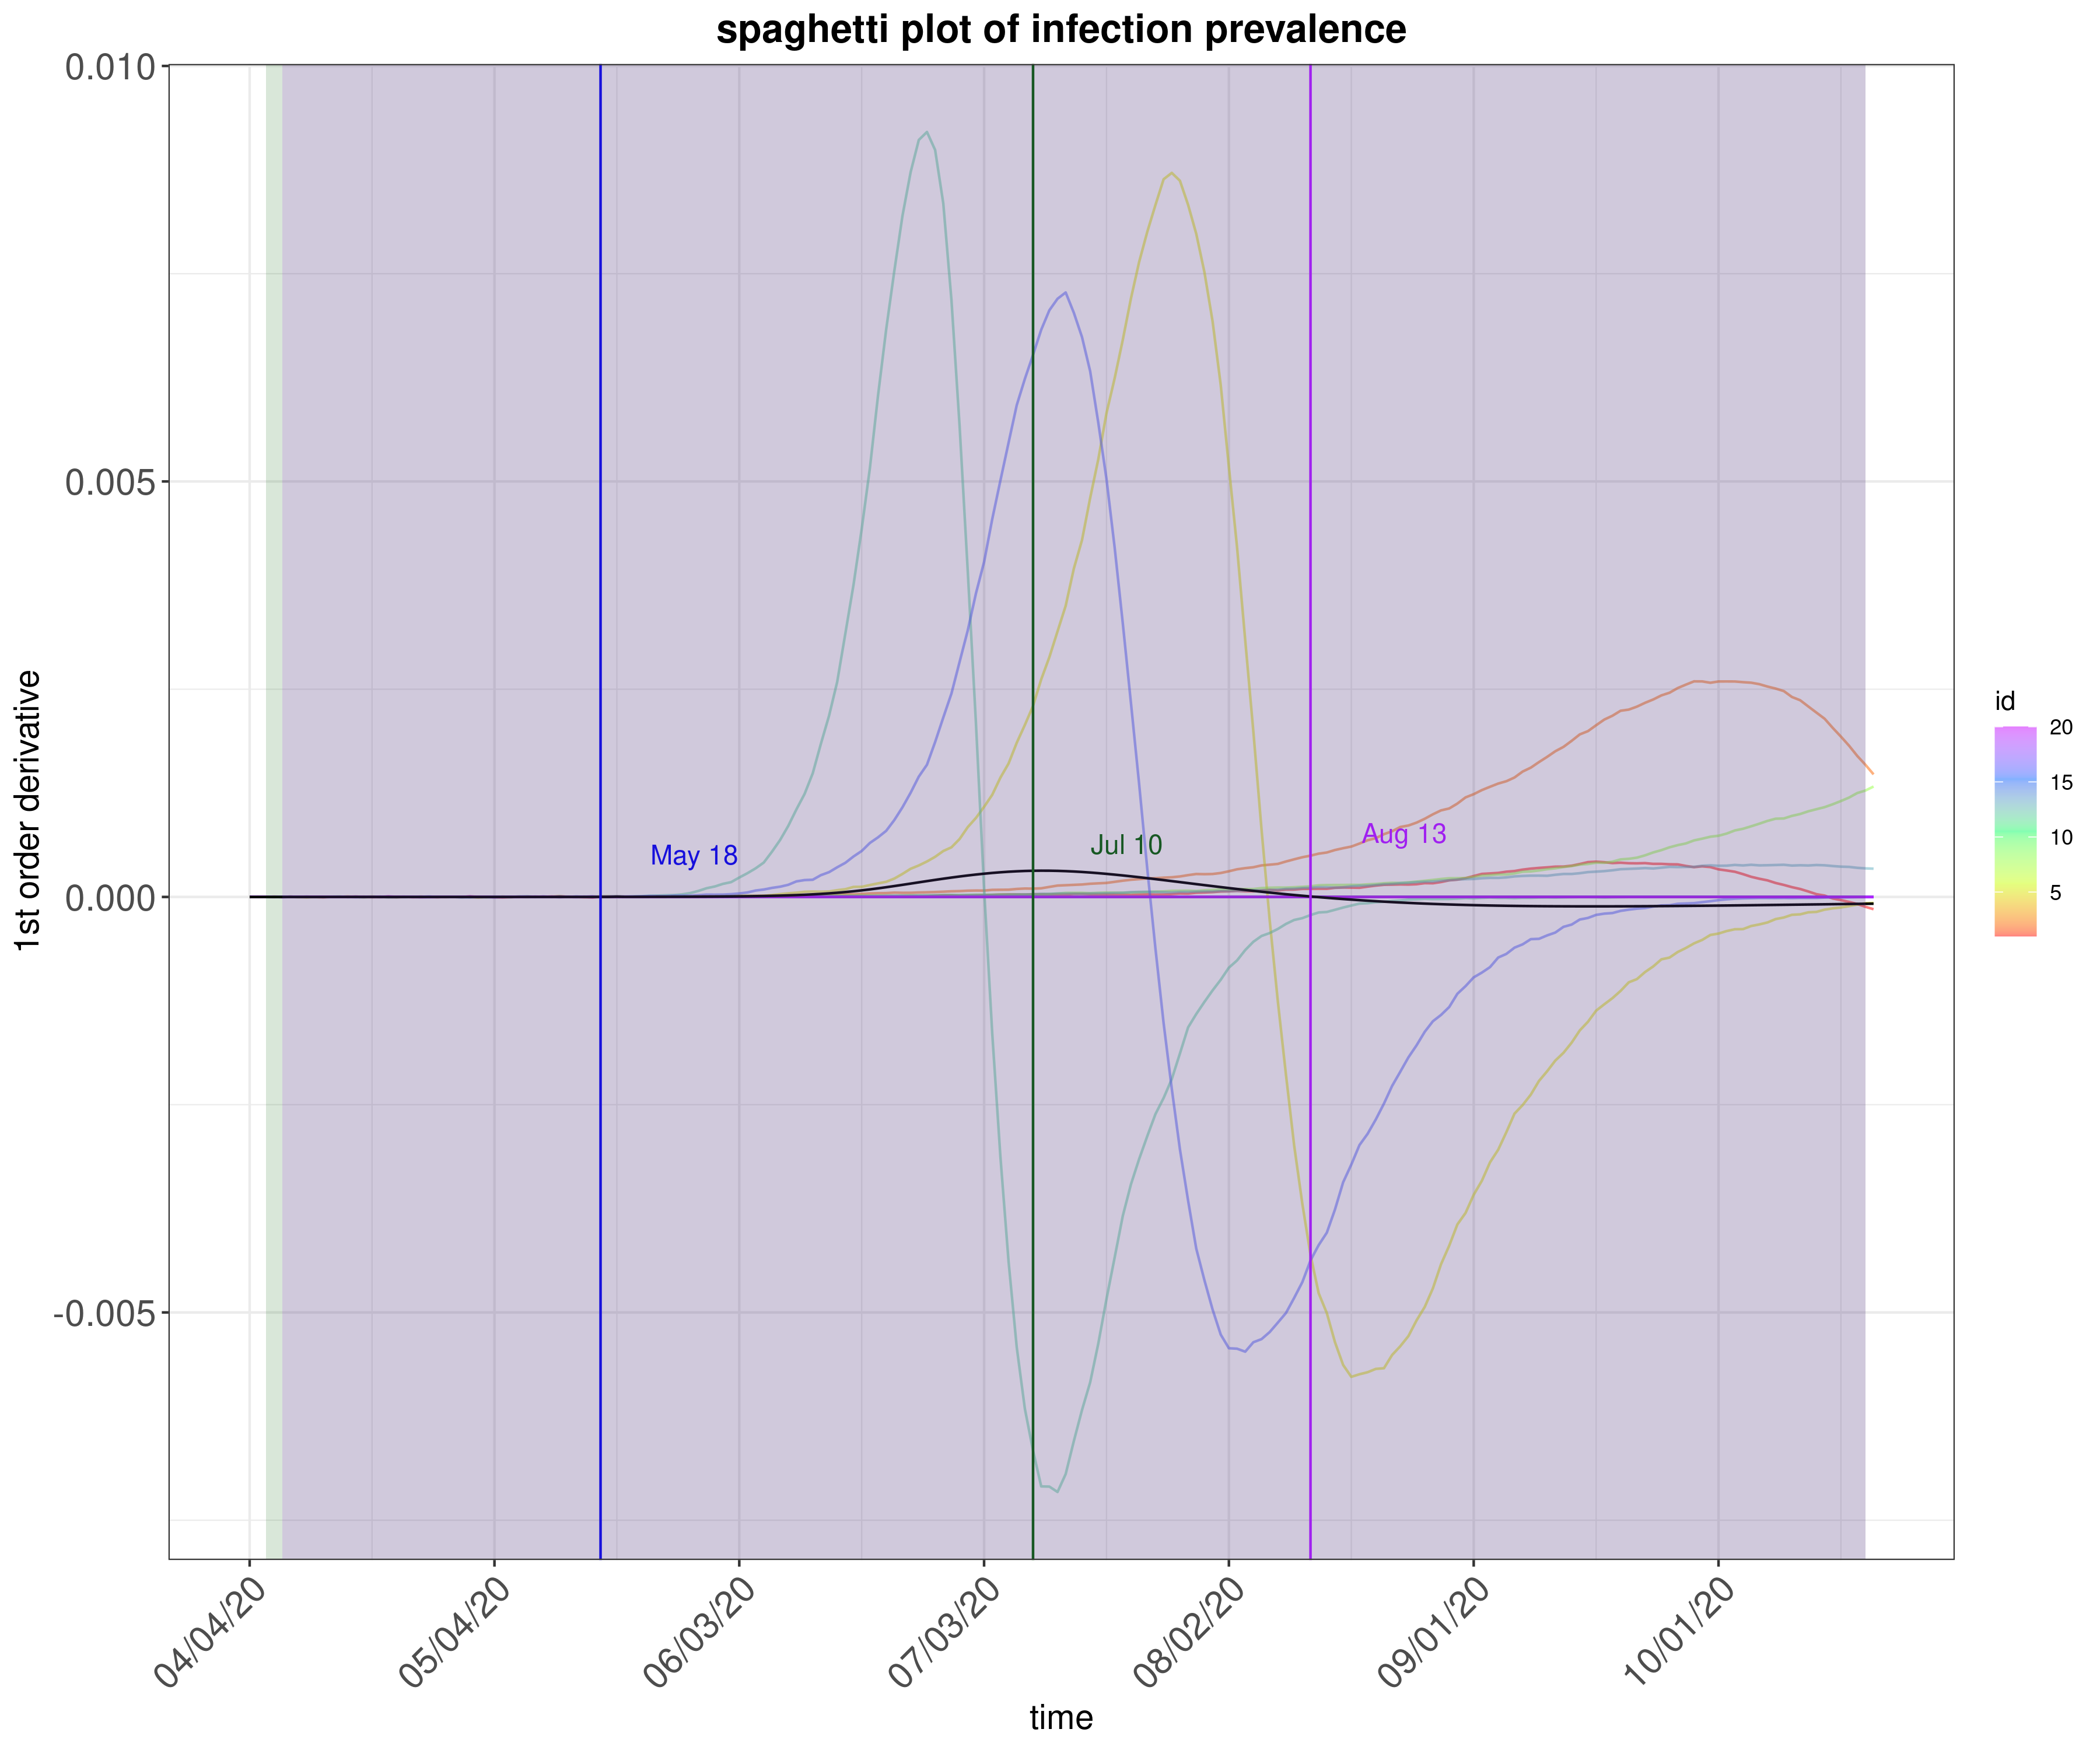 spaghetti plot of infection prevalence
0.010
0.005
0.000
-0.005
1st order derivative
May 18
Jul 10
Aug 13
id
20
15
10
5
04/04/20
05/04/20
06/03/20
07/03/20
08/02/20
09/01/20
10/01/20
time